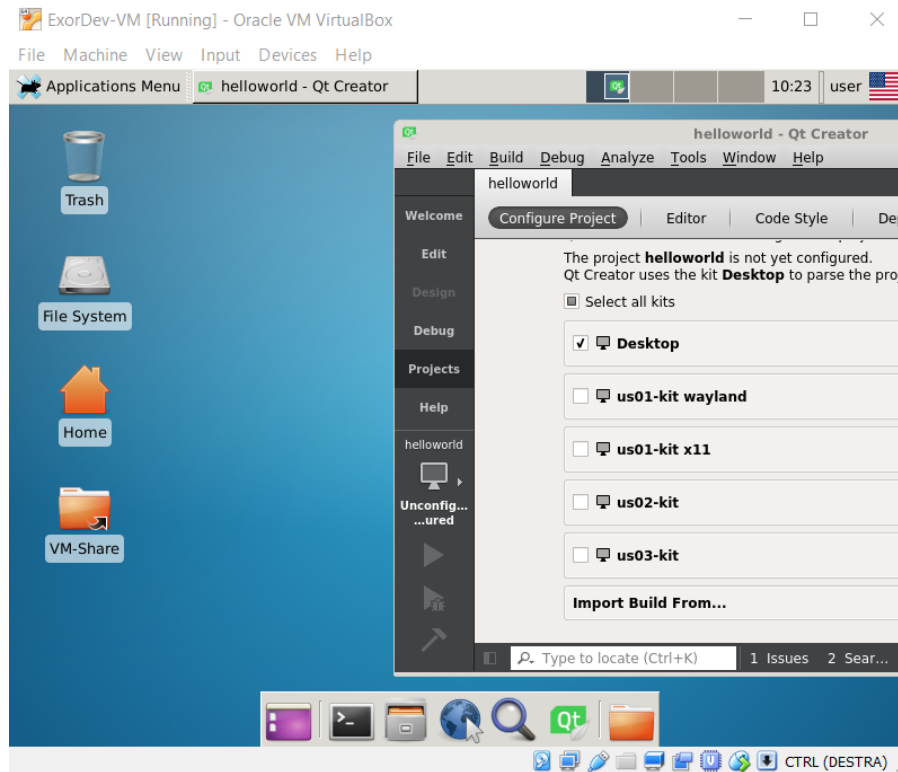 ExorDev-VM [Running] - Oracle VM VirtualBox
File Machine View Input Devices Help
Applications Menu helloworld - Qt Creator 10:23 user
helloworld - Qt Creator
File Edit Build Debug Analyze Tools Window Help
helloworld
Configure Project Editor Code Style
The project helloworld is not yet configured.
Qt Creator uses the kit Desktop to parse the
Select all kits
Desktop
us01-kit wayland
us01-kit x11
us02-kit
us03-kit
Import Build From...
Welcome
Edit
Design
Debug
Projects
Help
helloworld
Unconfig...
...ured
Type to locate (Ctrl+K) 1 Issues 2 Sear...
Trash
File System
Home
VM-Share
Qt
CTRL (DESTRA)